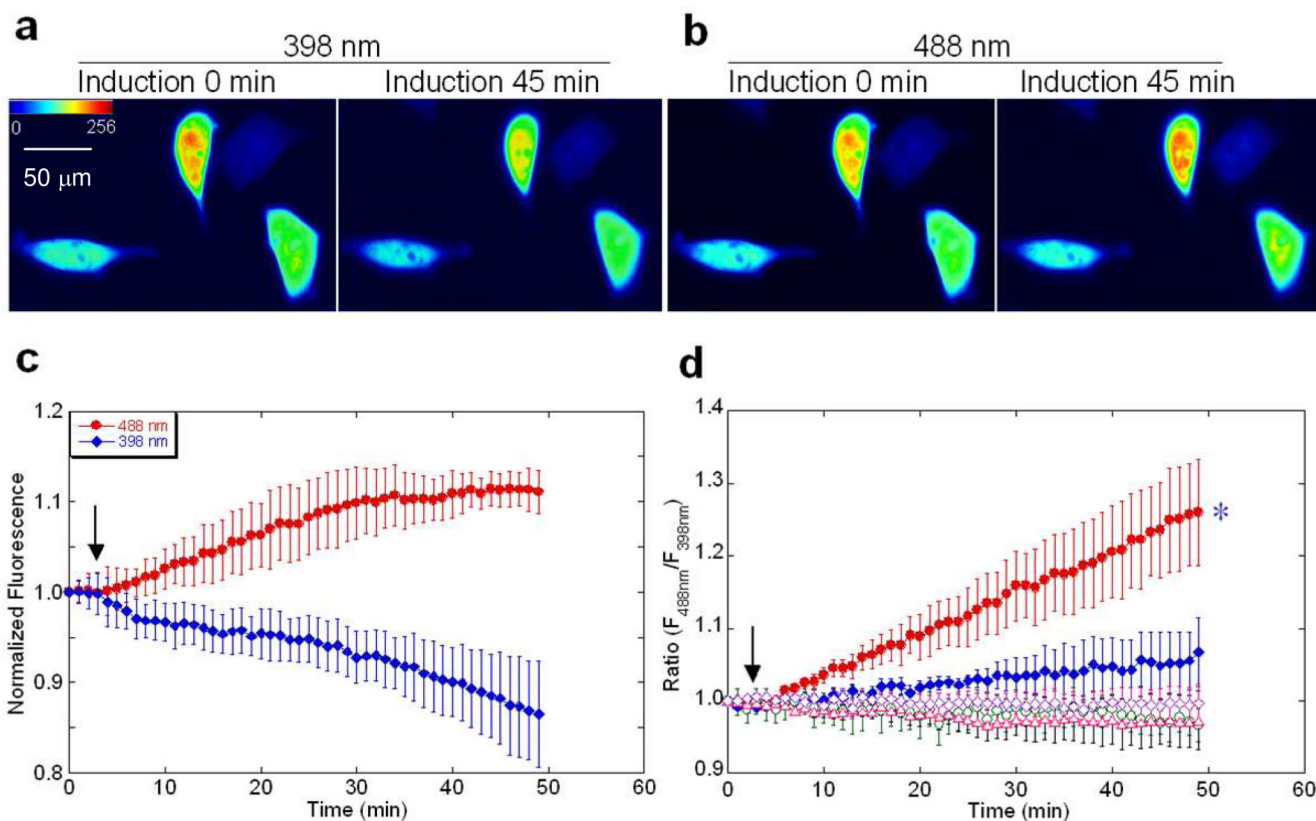 a
398 nm
Induction 0 min Induction 45 min
0 256
50 μm
b
488 nm
Induction 0 min Induction 45 min
c
Normalized Fluorescence
1.2
1.1
1.0
0.9
0.8
488 nm
398 nm
0 10 20 30 40 50 60
Time (min)
d
Ratio (F488nm/F398nm)
1.4
1.3
1.2
1.1
1.0
0.9
*
0 10 20 30 40 50 60
Time (min)